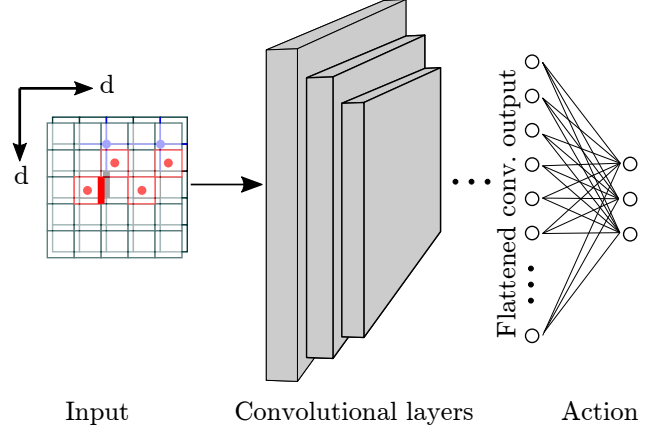 d
d
Flattened conv. output
Input
Convolutional layers
Action